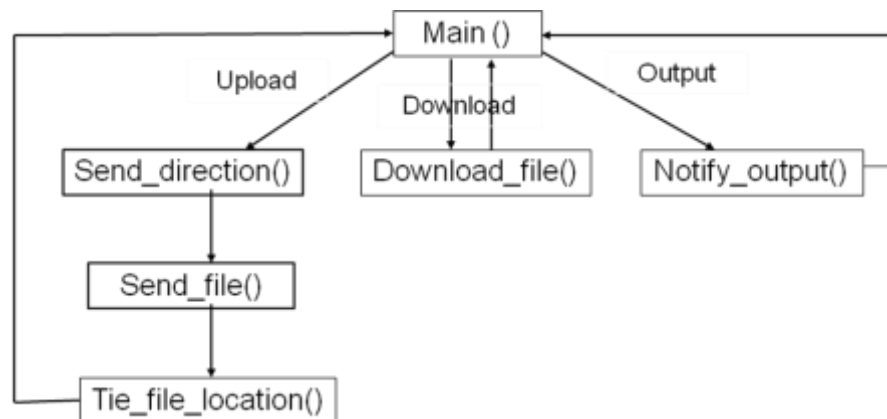 Main ()
Upload
Download
Output
Send_direction()
Download_file()
Notify_output()
Send_file()
Tie_file_location()